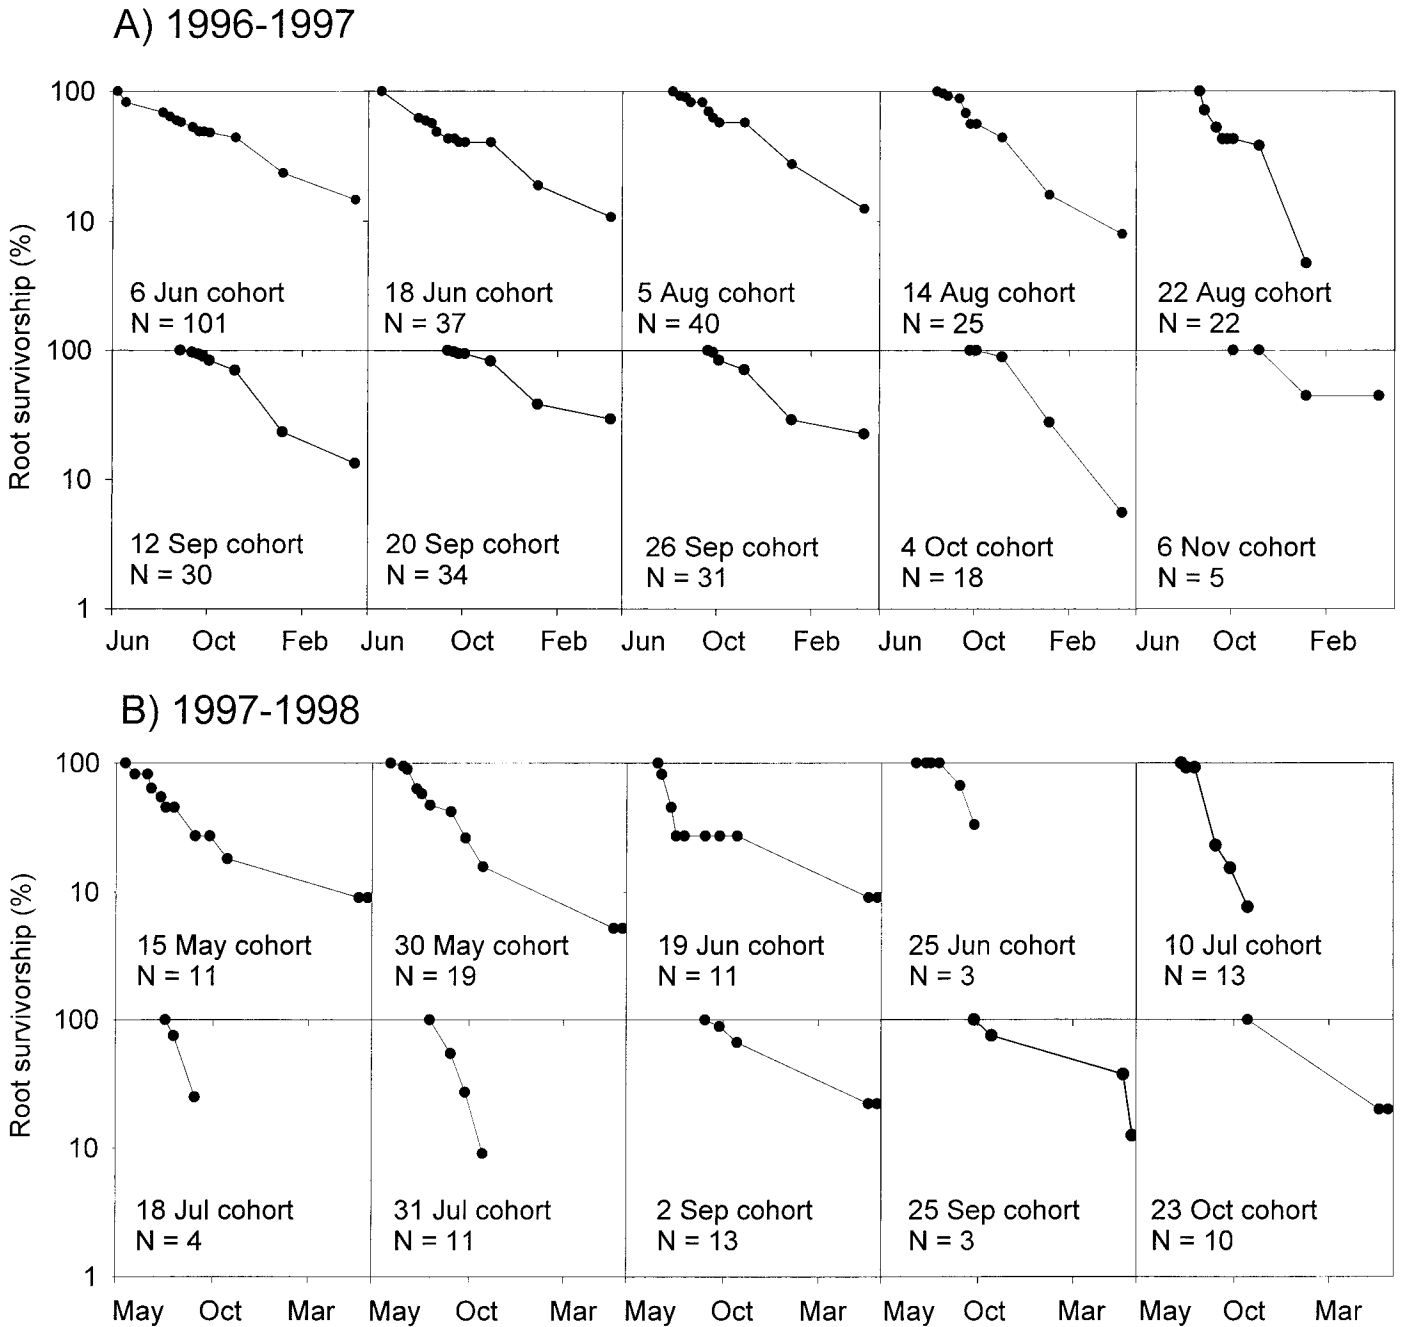 A) 1996-1997
Root survivorship (%)
100
10
6 Jun cohort
N = 101
18 Jun cohort
N = 37
5 Aug cohort
N = 40
14 Aug cohort
N = 25
22 Aug cohort
N = 22
100
10
1
12 Sep cohort
N = 30
20 Sep cohort
N = 34
26 Sep cohort
N = 31
4 Oct cohort
N = 18
6 Nov cohort
N = 5
Jun Oct Feb Jun Oct Feb Jun Oct Feb Jun Oct Feb Jun Oct Feb
B) 1997-1998
Root survivorship (%)
100
10
15 May cohort
N = 11
30 May cohort
N = 19
19 Jun cohort
N = 11
25 Jun cohort
N = 3
10 Jul cohort
N = 13
100
10
1
18 Jul cohort
N = 4
31 Jul cohort
N = 11
2 Sep cohort
N = 13
25 Sep cohort
N = 3
23 Oct cohort
N = 10
May Oct Mar May Oct Mar May Oct Mar May Oct Mar May Oct Mar